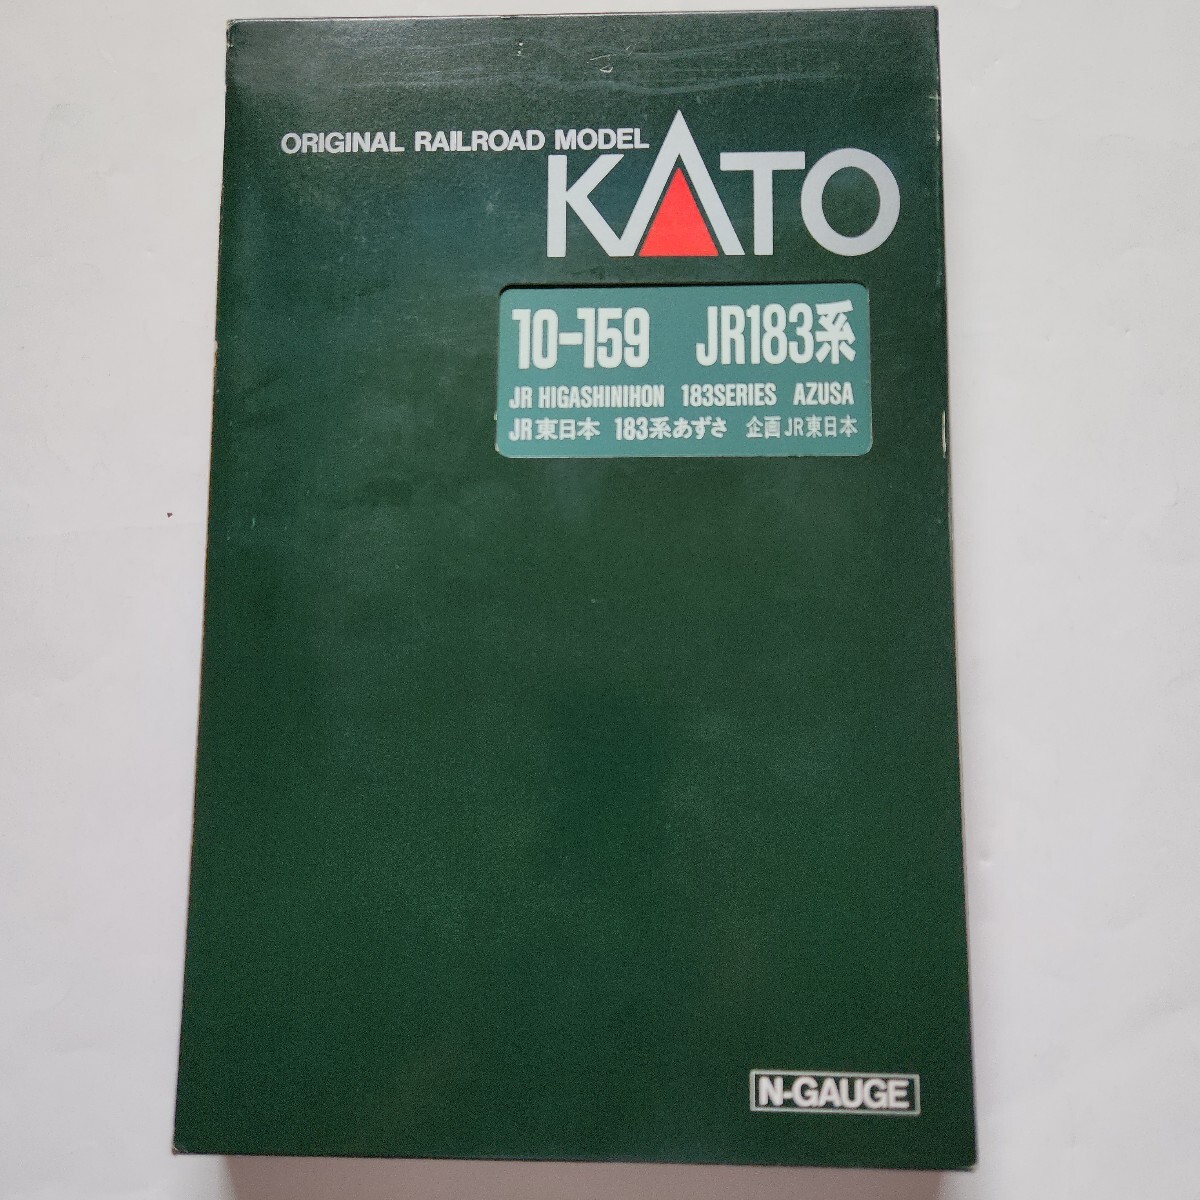 ORIGINAL RAILROAD MODEL
KATO
10-159 JR183系
JR HIGASHINIHON 183SERIES AZUSA
JR東日本 183系あずさ 企画JR東日本
N-GAUGE